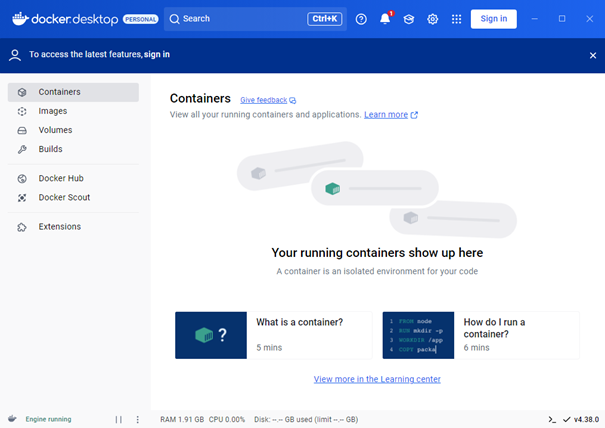 docker.desktop PERSONAL Search Ctrl+K 1 Sign in
To access the latest features, sign in
Containers
Images
Volumes
Builds
Docker Hub
Docker Scout
Extensions
Containers Give feedback
View all your running containers and applications. Learn more
Your running containers show up here
A container is an isolated environment for your code
?
What is a container?
5 mins
1 FROM node
2 RUN mkdir -p
3 WORKDIR /app
4 COPY packa
How do I run a
container?
6 mins
View more in the Learning center
Engine running RAM 1.91 GB CPU 0.00% Disk: --.-- GB used (limit --.-- GB) v4.38.0